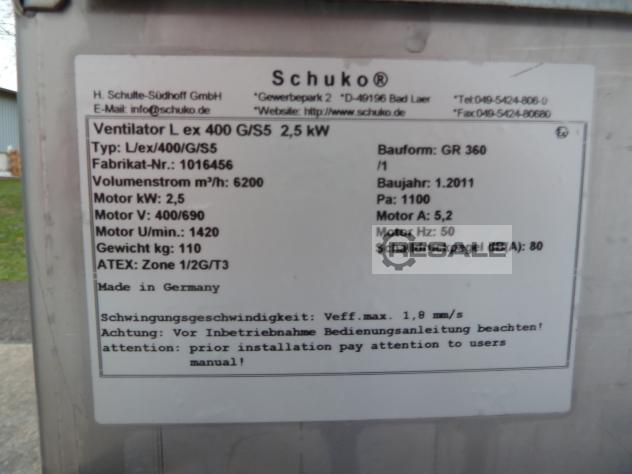 Schuko®
H. Schulte-Südhoff GmbH *Gewerbepark 2 *D-49196 Bad Laer *Tel:049-5424-806-0
E-Mail: info@schuko.de *Website: http://www.schuko.de *Fax:049-5424-80680
Ventilator L ex 400 G/S5 2,5 kW
Typ: L/ex/400/G/S5 Bauform: GR 360
Fabrikat-Nr.: 1016456 /1
Volumenstrom m³/h: 6200 Baujahr: 1.2011
Motor kW: 2,5 Pa: 1100
Motor V: 400/690 Motor A: 5,2
Motor U/min.: 1420 Motor Hz: 50
Gewicht kg: 110 Schalldruckpegel dB(A): 80
RESALE
ATEX: Zone 1/2G/T3
Made in Germany
Schwingungsgeschwindigkeit: Veff.max. 1,8 mm/s
Achtung: Vor Inbetriebnahme Bedienungsanleitung beachten!
attention: prior installation pay attention to users
manual!